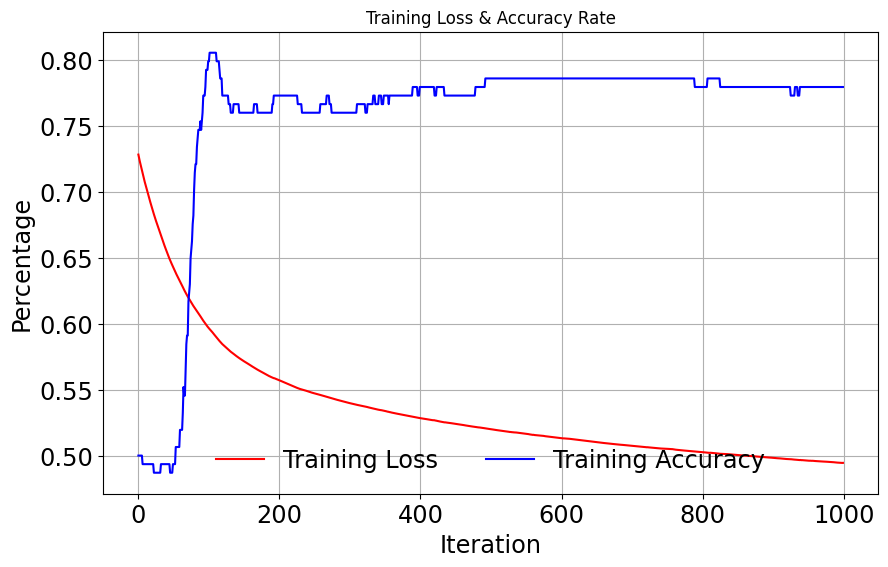 Training Loss & Accuracy Rate
0.80
0.75
0.70
0.65
0.60
0.55
0.50
Percentage
Training Loss Training Accuracy
0 200 400 600 800 1000
Iteration